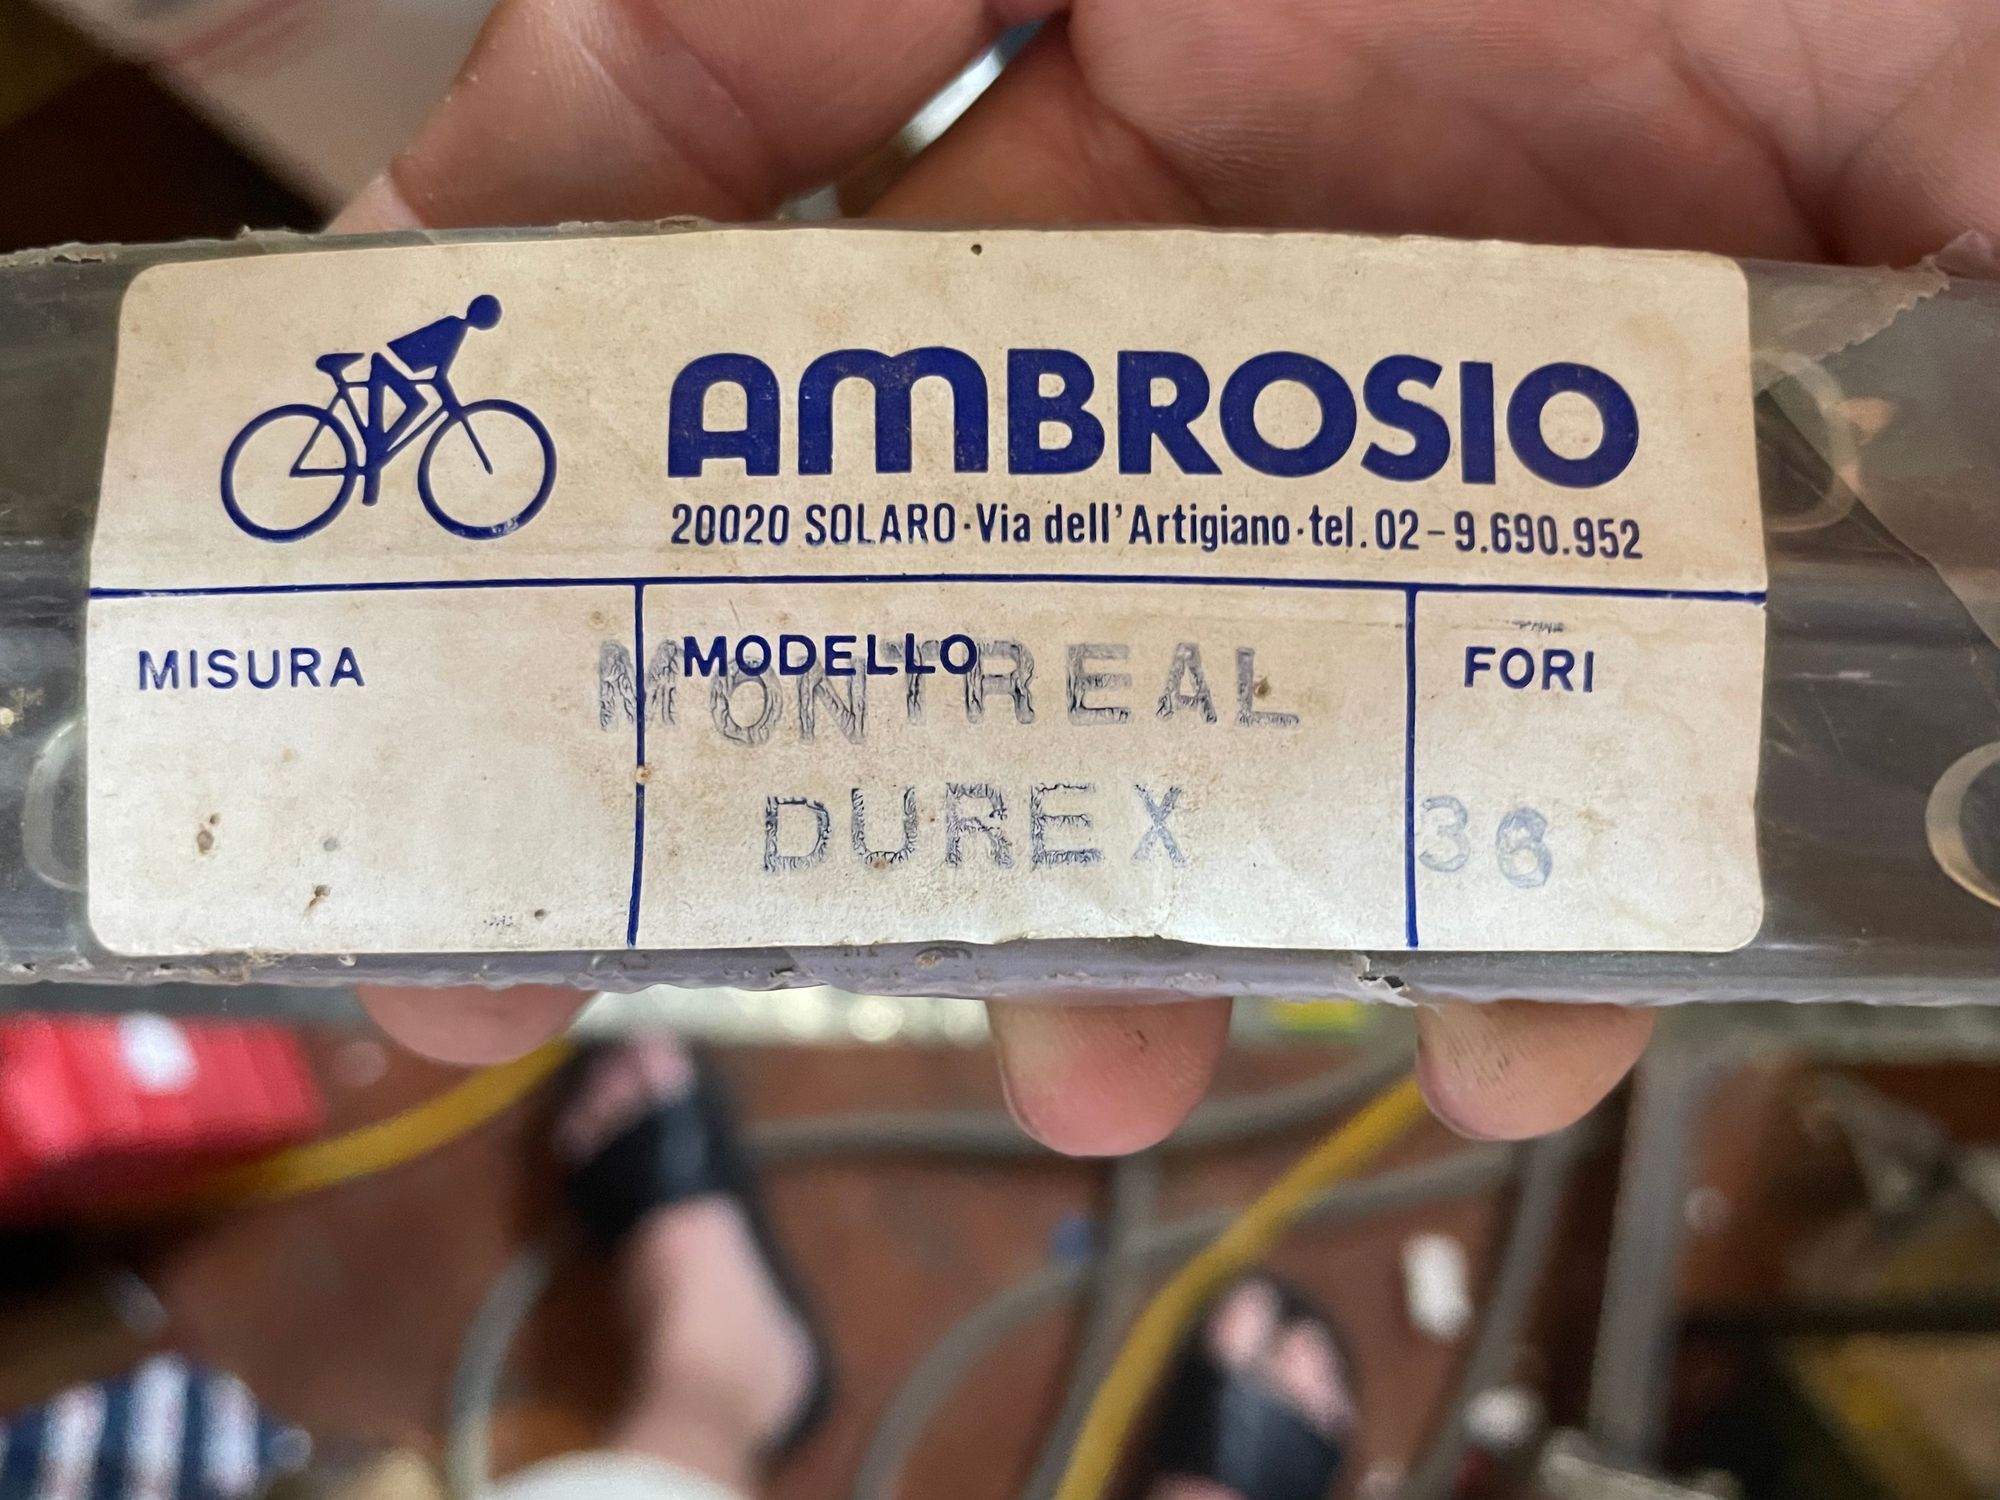 AMBROSIO
20020 SOLARO·Via dell'Artigiano·tel. 02-9.690.952
MISURA
MODELLO
FORI
MONTREAL
DUREX
36